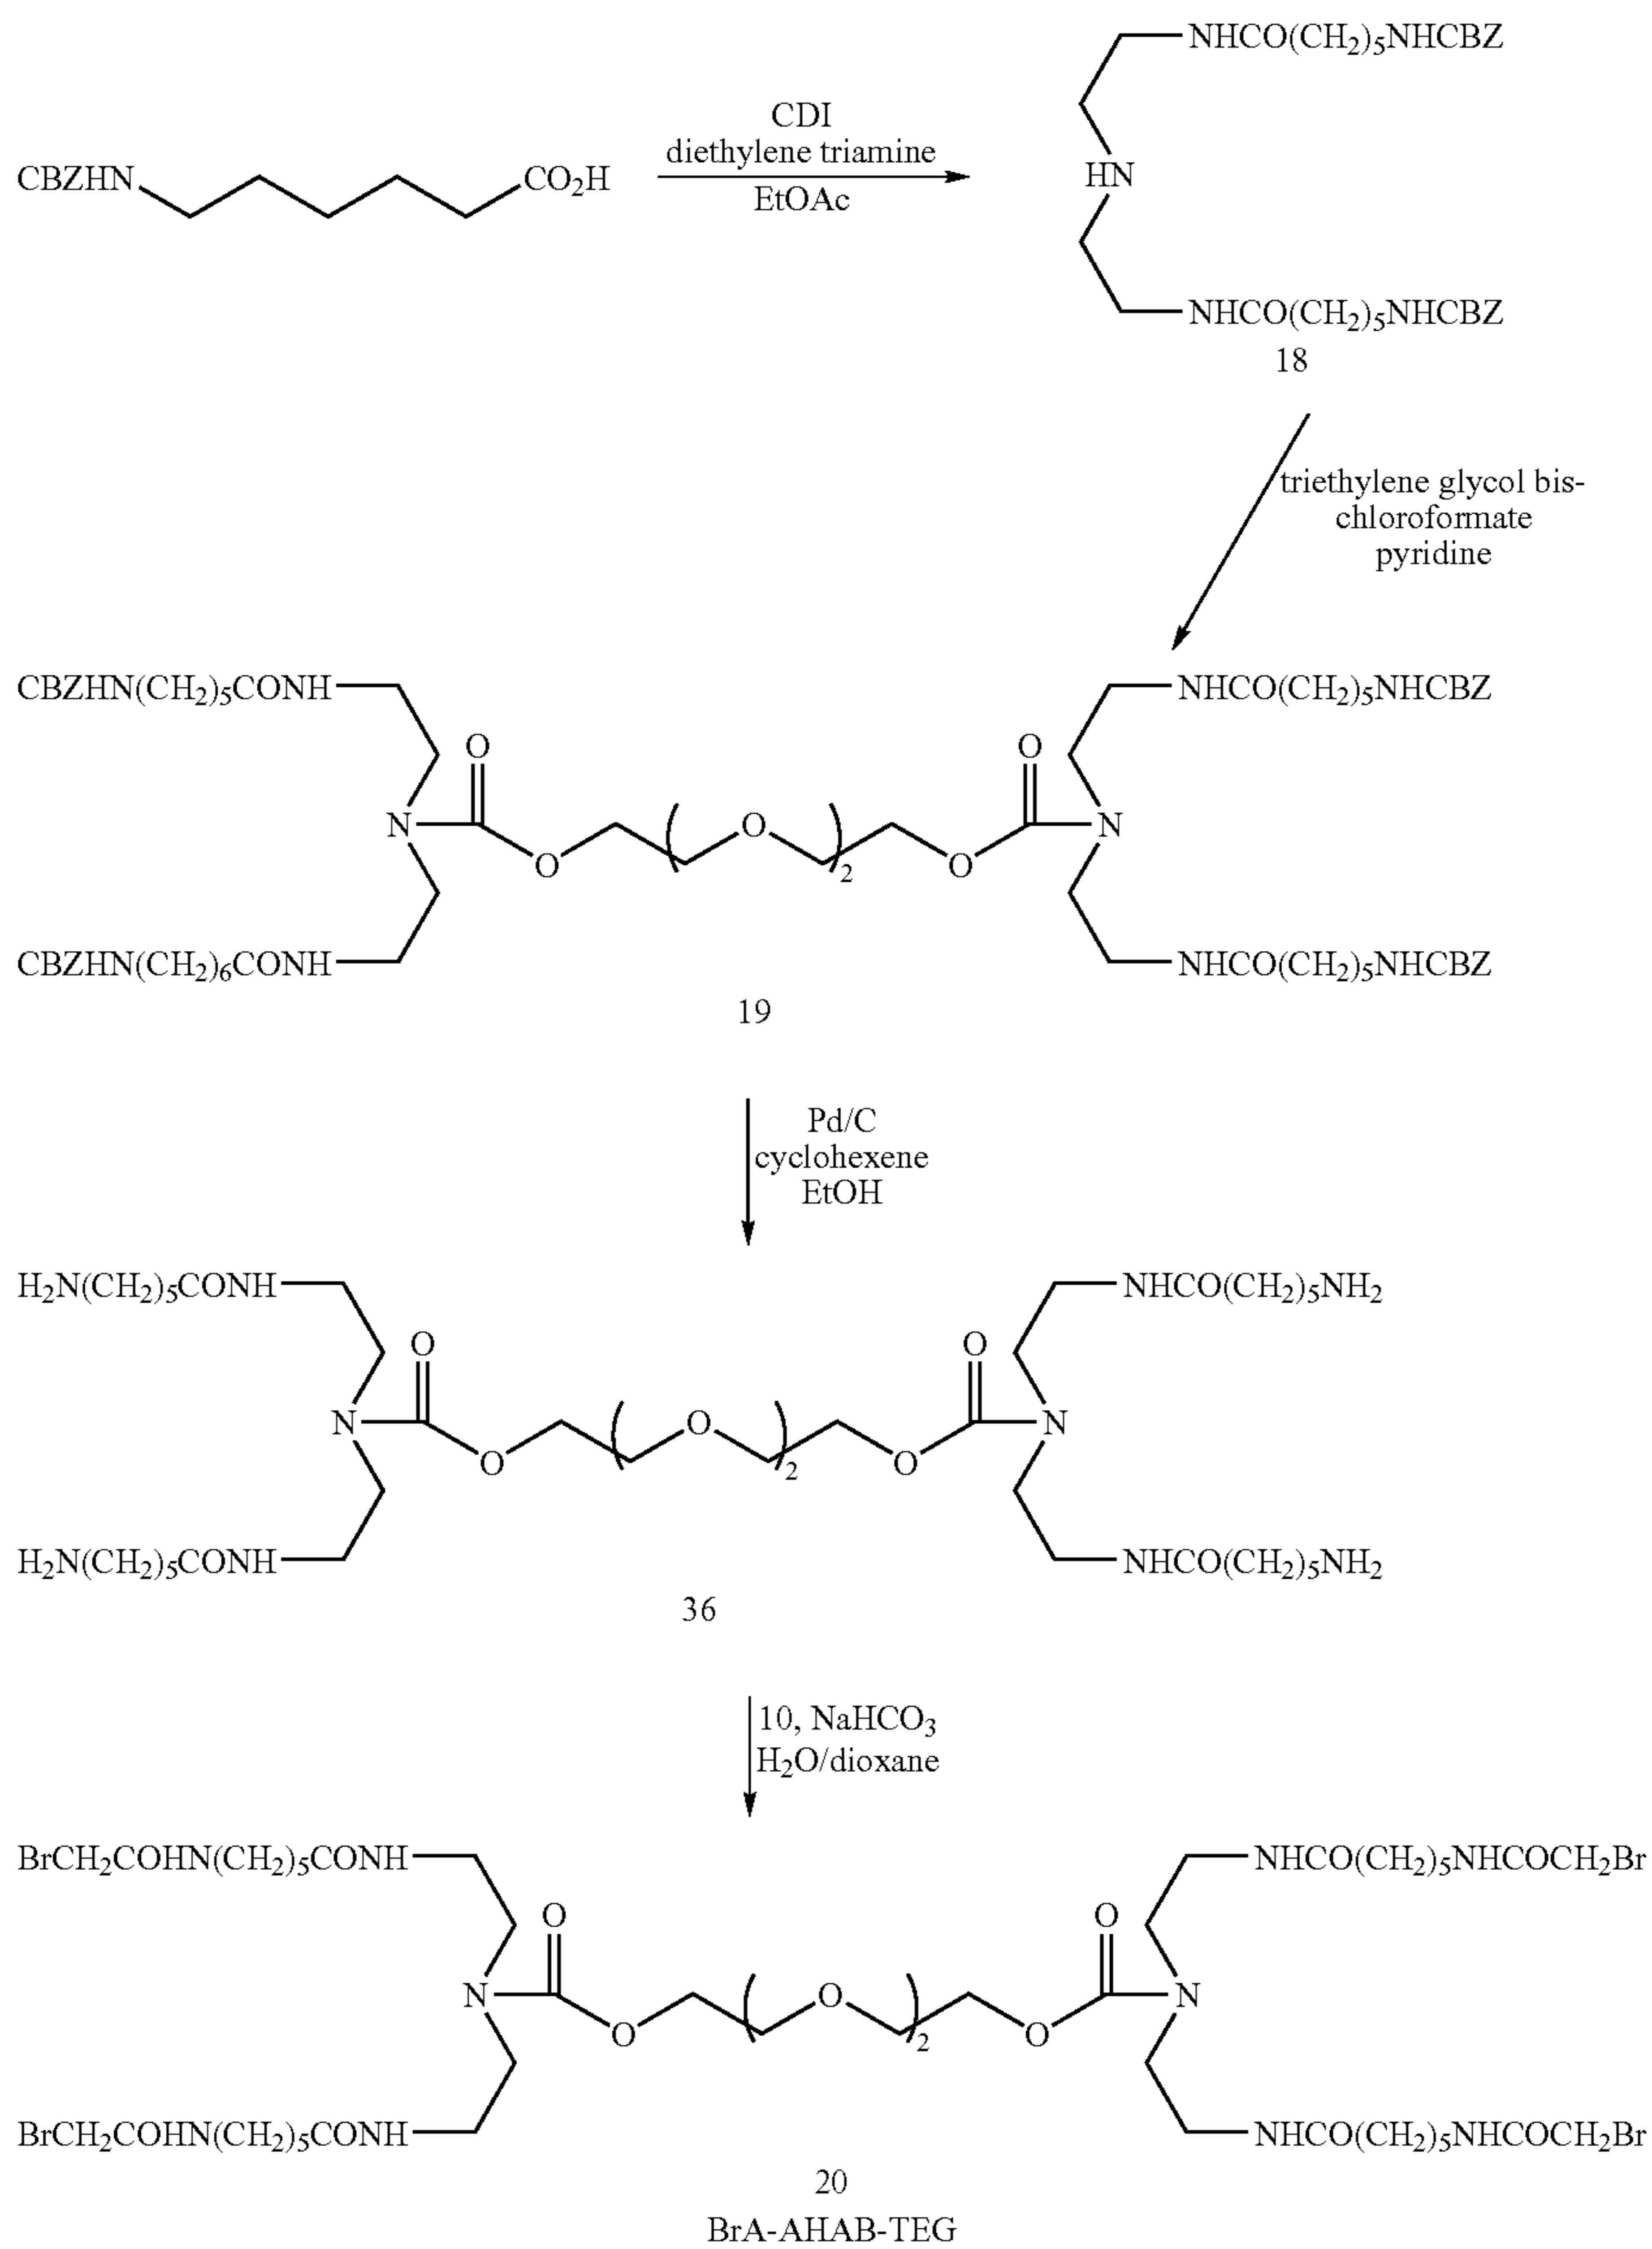 NHCO(CH₂)₅NHCBZ
CDI
diethylene triamine
EtOAc
CBZHN
CO₂H
HN
NHCO(CH₂)₅NHCBZ
18
triethylene glycol bis-
chloroformate
pyridine
CBZHN(CH₂)₅CONH
NHCO(CH₂)₅NHCBZ
O
O
N
O
N
O
2
O
CBZHN(CH₂)₆CONH
NHCO(CH₂)₅NHCBZ
19
Pd/C
cyclohexene
EtOH
H₂N(CH₂)₅CONH
NHCO(CH₂)₅NH₂
O
O
N
O
N
O
2
O
H₂N(CH₂)₅CONH
NHCO(CH₂)₅NH₂
36
10, NaHCO₃
H₂O/dioxane
BrCH₂COHN(CH₂)₅CONH
NHCO(CH₂)₅NHCOCH₂Br
O
O
N
O
N
O
2
O
BrCH₂COHN(CH₂)₅CONH
NHCO(CH₂)₅NHCOCH₂Br
20
BrA-AHAB-TEG